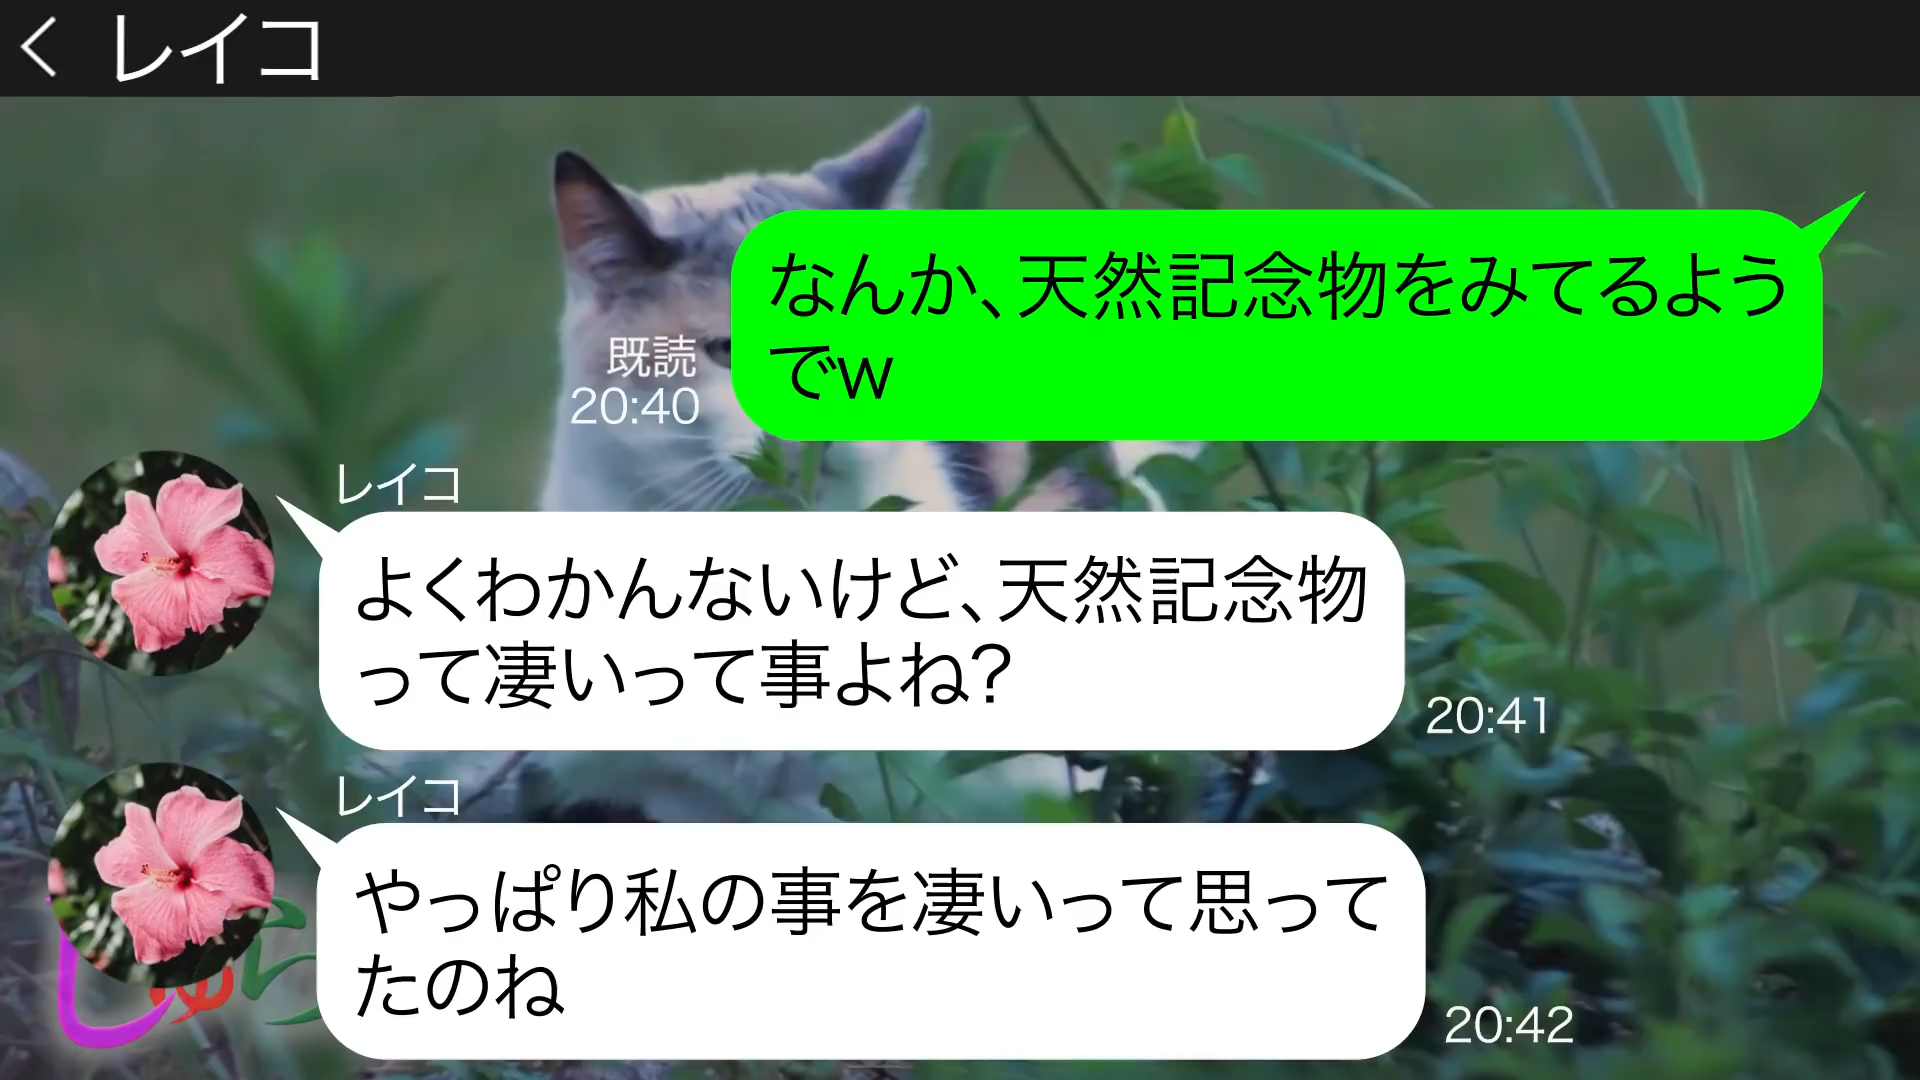 レイコ
なんか、天然記念物をみてるよう
でw
既読
20:40
レイコ
よくわかんないけど、天然記念物
って凄いって事よね?
20:41
レイコ
やっぱり私の事を凄いって思って
たのね
20:42